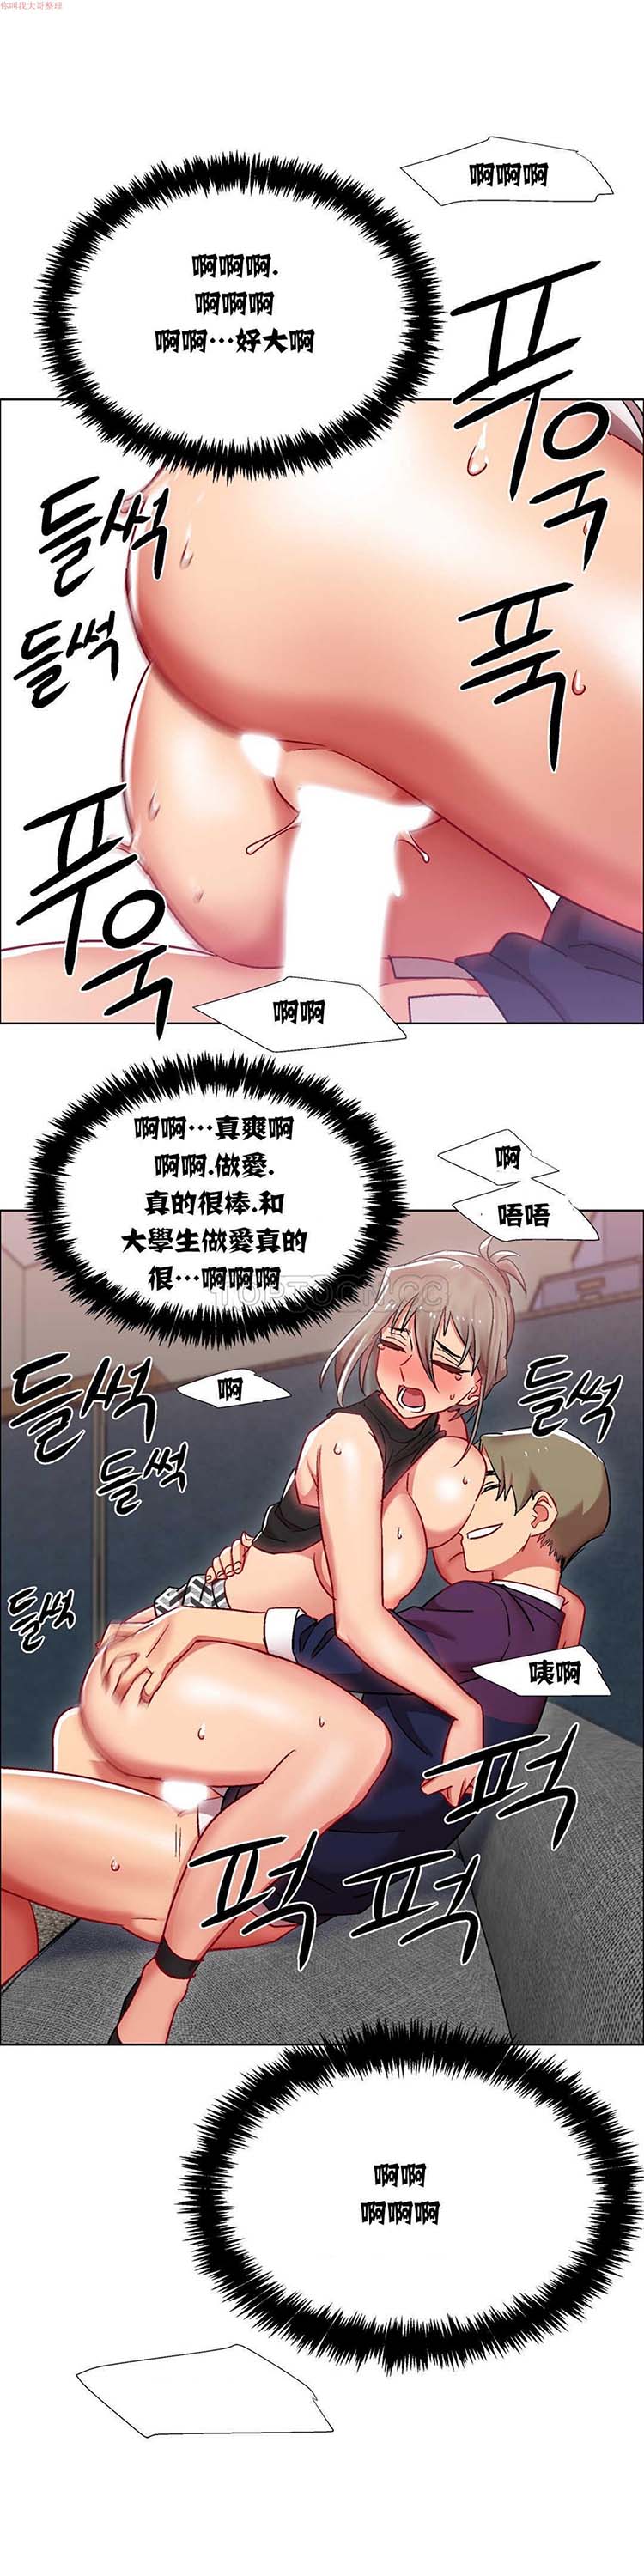 你叫我大哥整理
啊啊啊
啊啊啊.
啊啊啊
啊啊…好大啊
푸욱
들썩
푹
들썩
푸욱
啊啊
啊啊…真爽啊
啊啊.做愛.
真的很棒.和
大學生做愛真的
很…啊啊啊
啊
唔唔
TOPTOON.CC
啊
들썩
들썩
들썩
들썩
咦啊
퍽
퍽
퍽
啊啊
啊啊啊